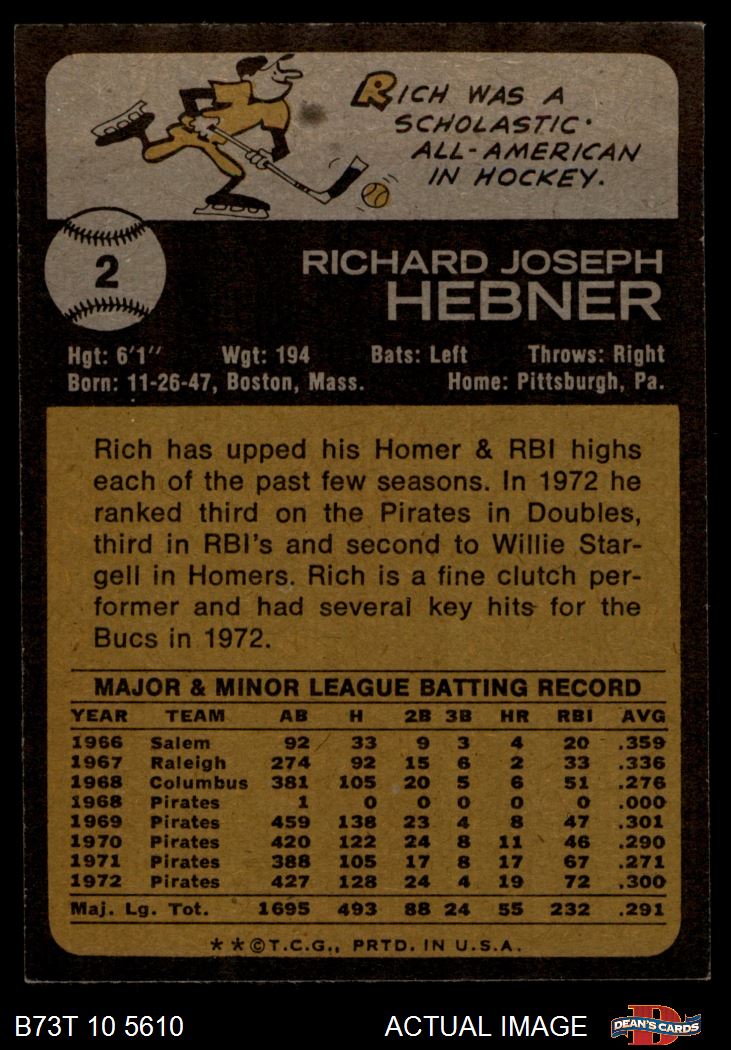 RICH WAS A
SCHOLASTIC
ALL-AMERICAN
IN HOCKEY.
2
RICHARD JOSEPH
HEBNER
Hgt: 6'1" Wgt: 194 Bats: Left Throws: Right
Born: 11-26-47, Boston, Mass. Home: Pittsburgh, Pa.
Rich has upped his Homer & RBI highs
each of the past few seasons. In 1972 he
ranked third on the Pirates in Doubles,
third in RBI's and second to Willie Star-
gell in Homers. Rich is a fine clutch per-
former and had several key hits for the
Bucs in 1972.
MAJOR & MINOR LEAGUE BATTING RECORD
YEAR TEAM AB H 2B 3B HR RBI AVG
1966 Salem 92 33 9 3 4 20 .359
1967 Raleigh 274 92 15 6 2 33 .336
1968 Columbus 381 105 20 5 6 51 .276
1968 Pirates 1 0 0 0 0 0 .000
1969 Pirates 459 138 23 4 8 47 .301
1970 Pirates 420 122 24 8 11 46 .290
1971 Pirates 388 105 17 8 17 67 .271
1972 Pirates 427 128 24 4 19 72 .300
Maj. Lg. Tot. 1695 493 88 24 55 232 .291
**©T.C.G., PRTD. IN U.S.A.
B73T 10 5610 ACTUAL IMAGE D DEAN'S CARDS